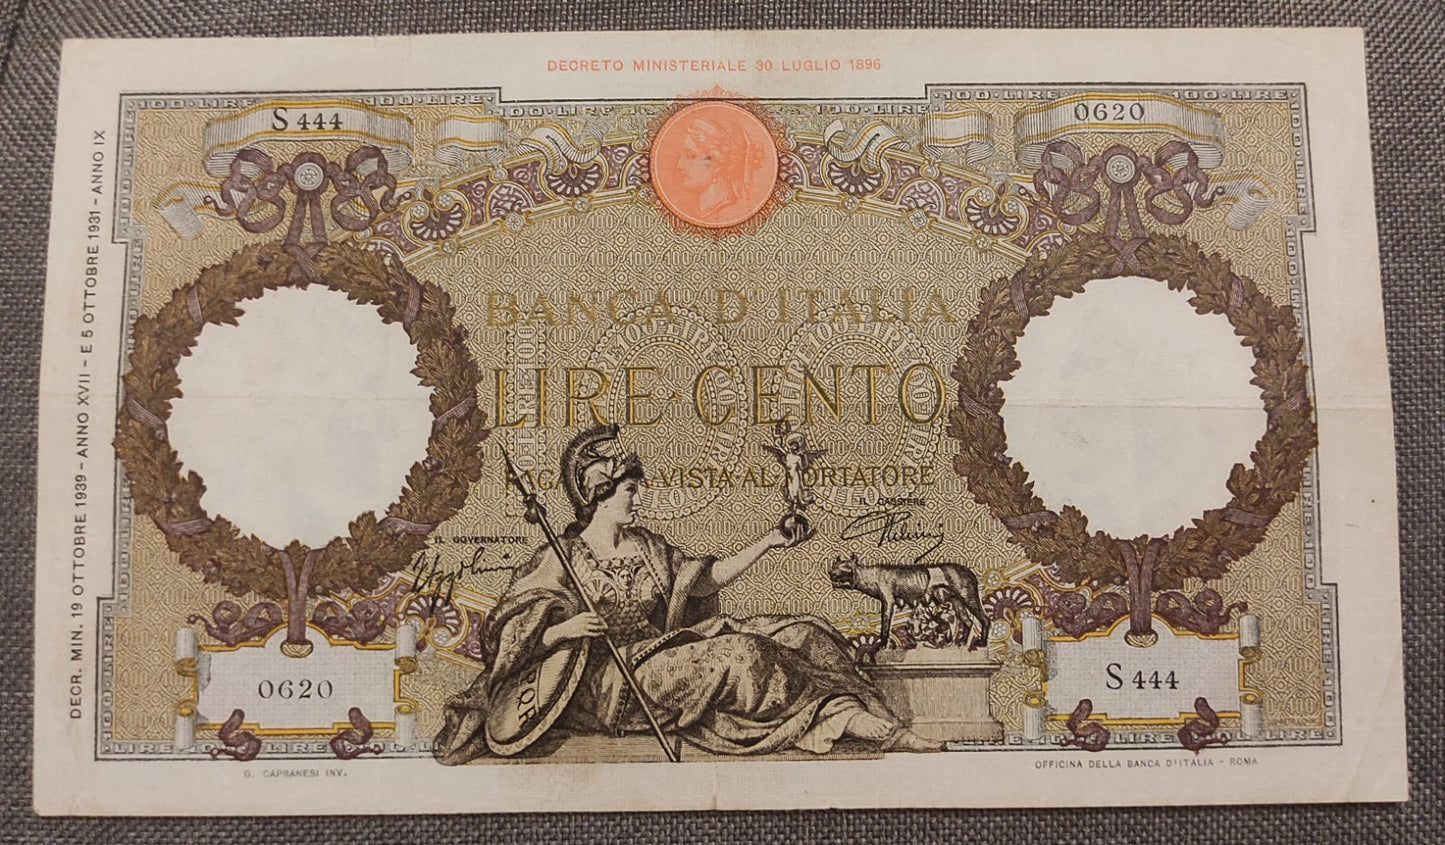 DECRETO MINISTERIALE 30 LUGLIO 1896
S 444
0620
DECR. MIN. 19 OTTOBRE 1939 - ANNO XVII - E 5 OTTOBRE 1931 - ANNO IX
BANCA D'ITALIA
LIRE·CENTO
VISTA·AL
IL CASSIERE
IL GOVERNATORE
0620
S 444
G. CAPRANESI INV.
OFFICINA DELLA BANCA D'ITALIA - ROMA